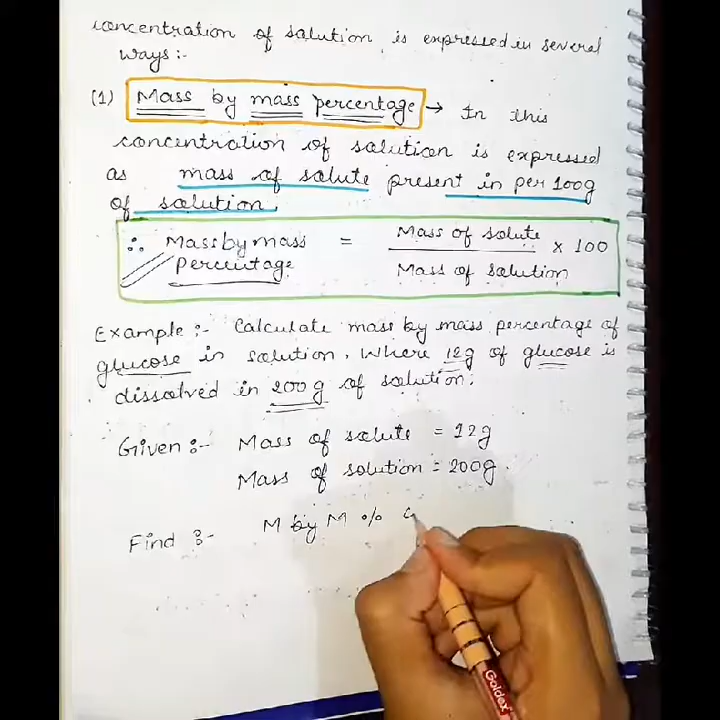 concentration of solution is expressed in several
ways :-
(1) Mass by mass percentage → In this
concentration of solution is expressed
as mass of solute present in per 100g
of solution.
∴ Mass by mass percentage = Mass of solute / Mass of solution × 100
Example :- Calculate mass by mass percentage of
glucose in solution, Where 12g of glucose is
dissolved in 200g of solution.
Given :- Mass of solute = 12g
Mass of solution = 200g.
Find :- M by M %
Goldex